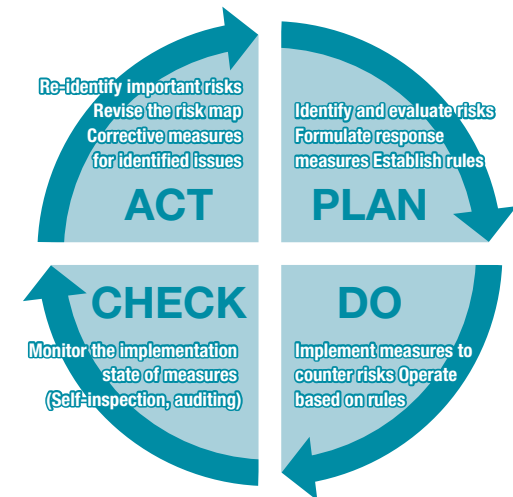 Re-identify important risks
Revise the risk map
Corrective measures
for identified issues
ACT
Identify and evaluate risks
Formulate response
measures Establish rules
PLAN
CHECK
Monitor the implementation
state of measures
(Self-inspection, auditing)
DO
Implement measures to
counter risks Operate
based on rules